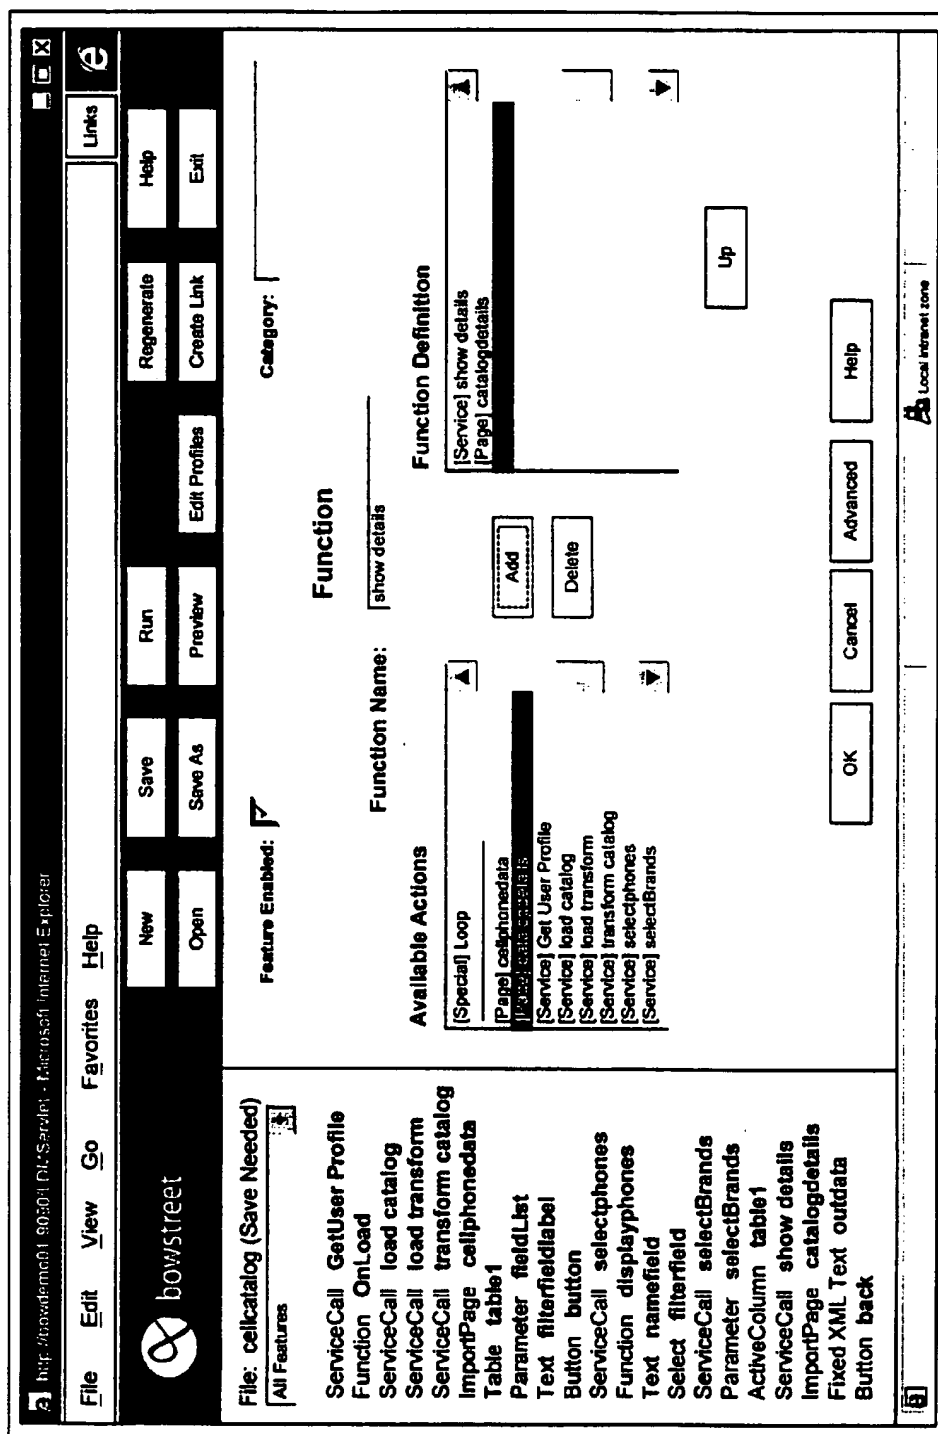 Microsoft Internet Explorer
File Edit View Go Favorites Help
Links
bowstreet
New Save Run Regenerate Help
Open Save As Preview Edit Profiles Create Link Exit
File: cellcatalog (Save Needed)
All Features
ServiceCall GetUser Profile
Function OnLoad
ServiceCall load catalog
ServiceCall load transform
ServiceCall transform catalog
ImportPage cellphonedata
Table table1
Parameter fieldList
Text filterfieldlabel
Button button
ServiceCall selectphones
Function displayphones
Text namefield
Select filterfield
ServiceCall selectBrands
Parameter selectBrands
ActiveColumn table1
ServiceCall show details
ImportPage catalogdetails
Fixed XML Text outdata
Button back
Feature Enabled:
Category:
Function
Function Name: show details
Available Actions
[Special] Loop
[Page] cellphonedata
[Service] Get User Profile
[Service] load catalog
[Service] load transform
[Service] transform catalog
[Service] selectphones
[Service] selectBrands
Add
Delete
Function Definition
[Service] show details
[Page] catalogdetails
Up
OK Cancel Advanced Help
Local intranet zone